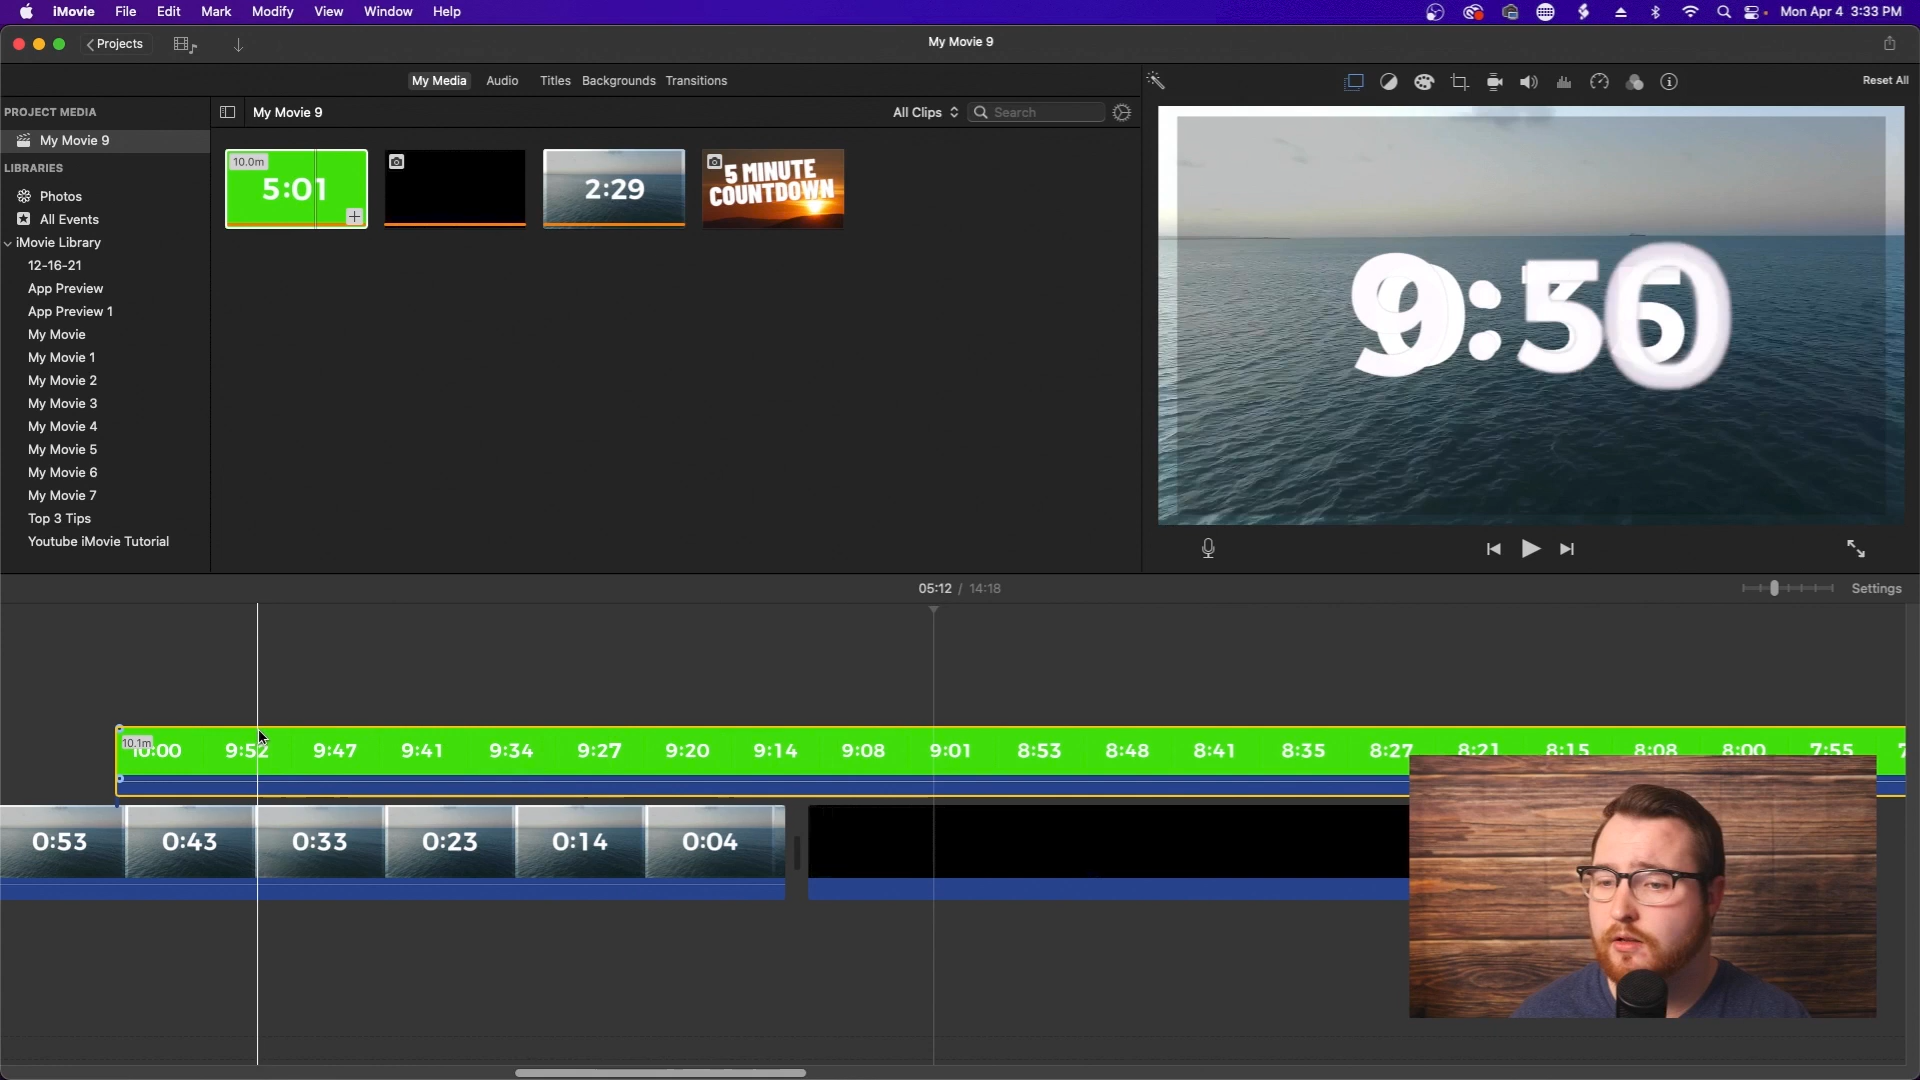 iMovie File Edit Mark Modify View Window Help
Mon Apr 4 3:33 PM
Projects
My Movie 9
My Media Audio Titles Backgrounds Transitions
Reset All
PROJECT MEDIA
My Movie 9
All Clips
Search
My Movie 9
LIBRARIES
Photos
All Events
iMovie Library
12-16-21
App Preview
App Preview 1
My Movie
My Movie 1
My Movie 2
My Movie 3
My Movie 4
My Movie 5
My Movie 6
My Movie 7
Top 3 Tips
Youtube iMovie Tutorial
10.0m
5:01
2:29
5 MINUTE
COUNTDOWN
05:12 / 14:18
Settings
10.1m
10:00 9:52 9:47 9:41 9:34 9:27 9:20 9:14 9:08 9:01 8:53 8:48 8:41 8:35 8:27 8:21 8:15 8:08 8:00 7:55
0:53 0:43 0:33 0:23 0:14 0:04